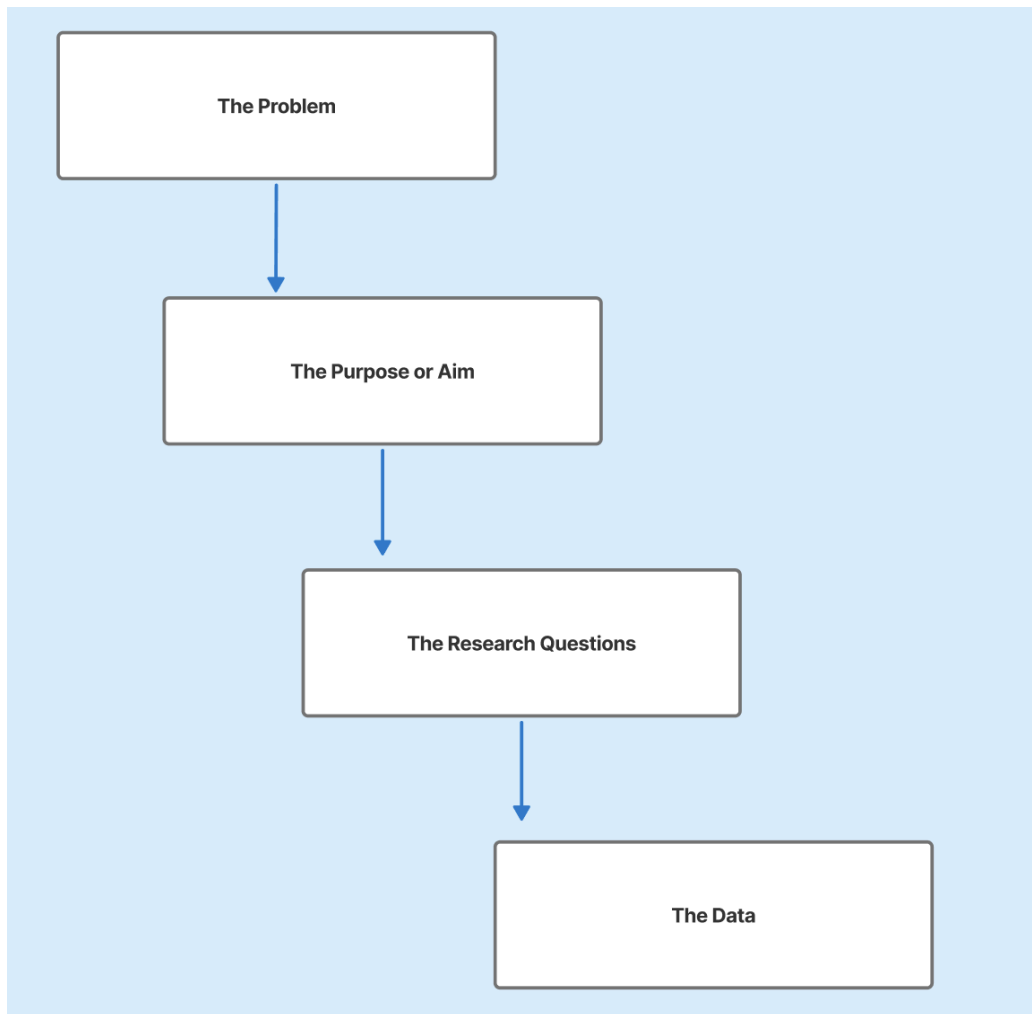 The Problem
The Purpose or Aim
The Research Questions
The Data